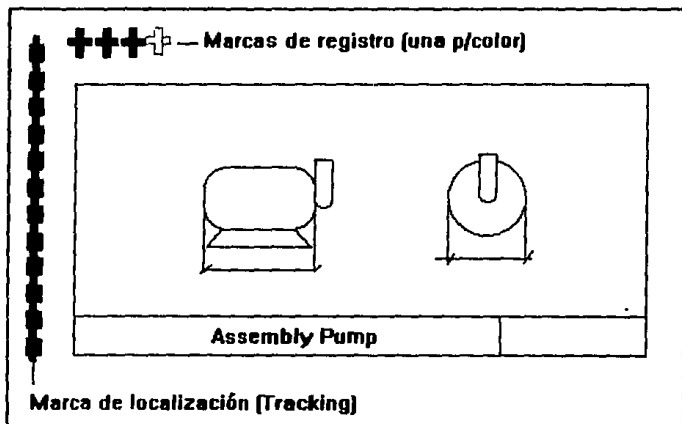 Marcas de registro (una p/color)
Assembly Pump
Marca de localización (Tracking)